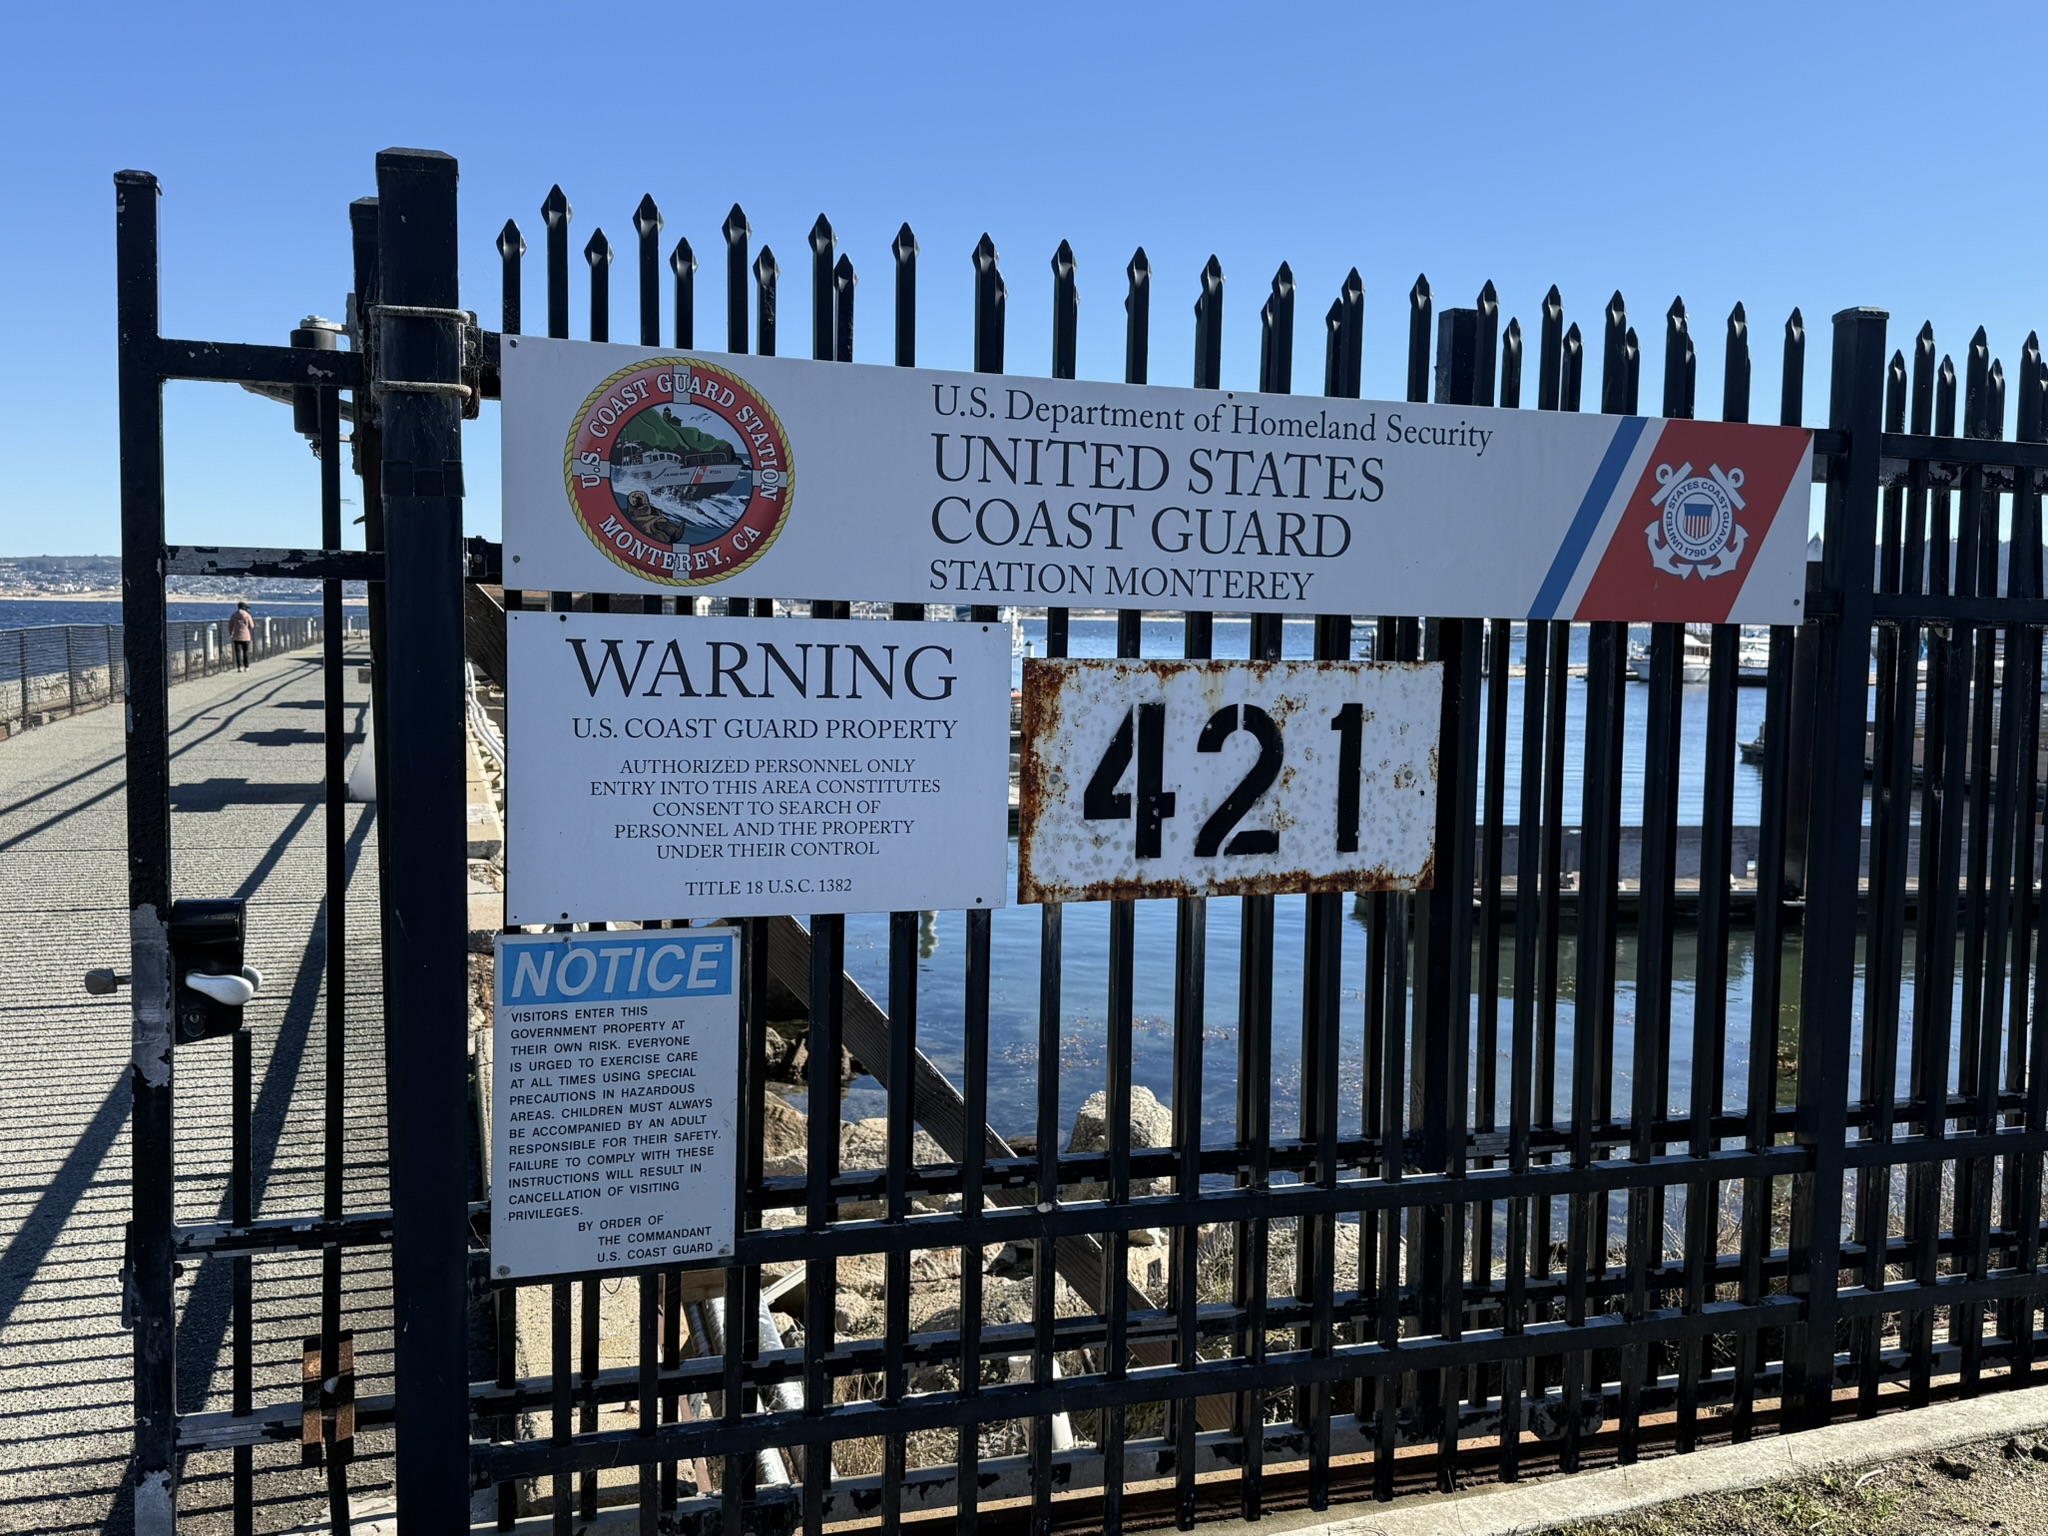 U.S. COAST GUARD STATION
MONTEREY, CA
U.S. Department of Homeland Security
UNITED STATES
COAST GUARD
STATION MONTEREY
UNITED STATES COAST GUARD
1790
WARNING
U.S. COAST GUARD PROPERTY
AUTHORIZED PERSONNEL ONLY
ENTRY INTO THIS AREA CONSTITUTES
CONSENT TO SEARCH OF
PERSONNEL AND THE PROPERTY
UNDER THEIR CONTROL
TITLE 18 U.S.C. 1382
421
NOTICE
VISITORS ENTER THIS
GOVERNMENT PROPERTY AT
THEIR OWN RISK. EVERYONE
IS URGED TO EXERCISE CARE
AT ALL TIMES USING SPECIAL
PRECAUTIONS IN HAZARDOUS
AREAS. CHILDREN MUST ALWAYS
BE ACCOMPANIED BY AN ADULT
RESPONSIBLE FOR THEIR SAFETY.
FAILURE TO COMPLY WITH THESE
INSTRUCTIONS WILL RESULT IN
CANCELLATION OF VISITING
PRIVILEGES.
BY ORDER OF
THE COMMANDANT
U.S. COAST GUARD